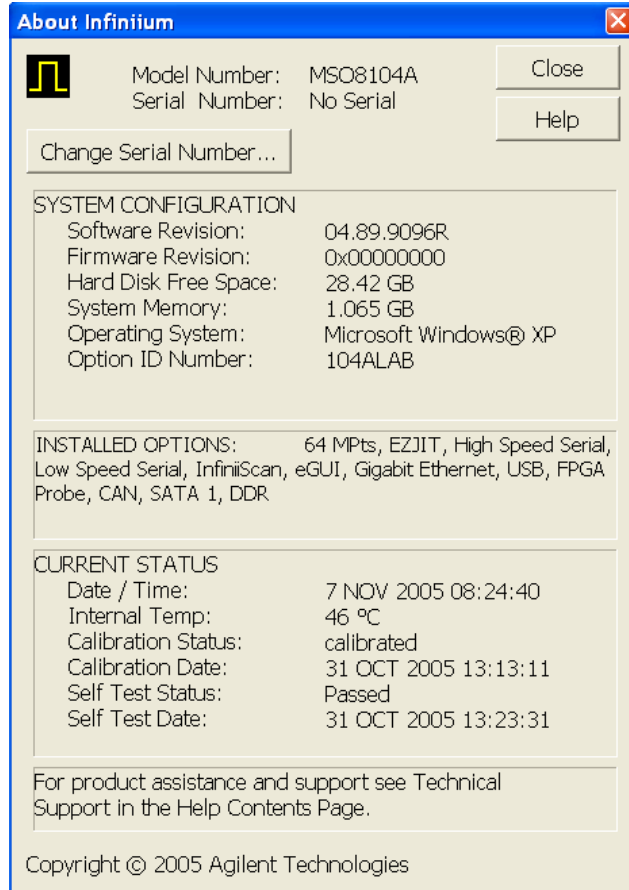 About Infiniium
Model Number: MSO8104A
Close
Serial Number: No Serial
Help
Change Serial Number...
SYSTEM CONFIGURATION
Software Revision: 04.89.9096R
Firmware Revision: 0x00000000
Hard Disk Free Space: 28.42 GB
System Memory: 1.065 GB
Operating System: Microsoft Windows® XP
Option ID Number: 104ALAB
INSTALLED OPTIONS: 64 MPts, EZJIT, High Speed Serial,
Low Speed Serial, InfiniiScan, eGUI, Gigabit Ethernet, USB, FPGA
Probe, CAN, SATA 1, DDR
CURRENT STATUS
Date / Time: 7 NOV 2005 08:24:40
Internal Temp: 46 ºC
Calibration Status: calibrated
Calibration Date: 31 OCT 2005 13:13:11
Self Test Status: Passed
Self Test Date: 31 OCT 2005 13:23:31
For product assistance and support see Technical
Support in the Help Contents Page.
Copyright © 2005 Agilent Technologies